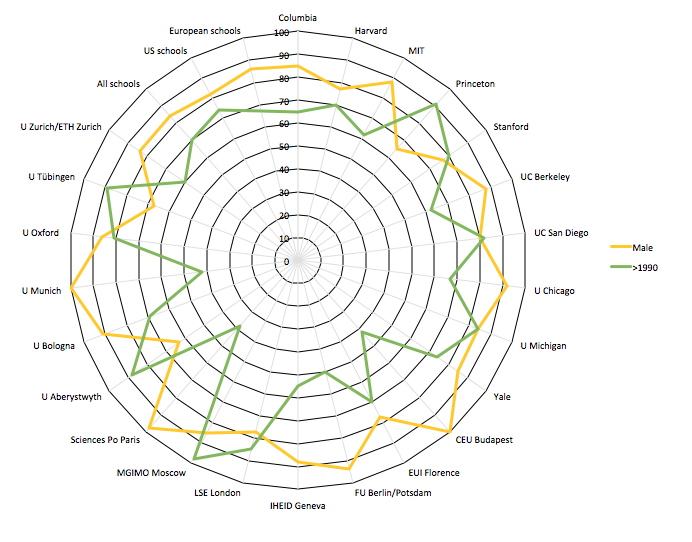 Columbia
Harvard
MIT
Princeton
Stanford
UC Berkeley
UC San Diego
U Chicago
U Michigan
Yale
CEU Budapest
EUI Florence
FU Berlin/Potsdam
IHEID Geneva
LSE London
MGIMO Moscow
Sciences Po Paris
U Aberystwyth
U Bologna
U Munich
U Oxford
U Tübingen
U Zurich/ETH Zurich
All schools
US schools
European schools
100
90
80
70
60
50
40
30
20
10
0
Male
>1990